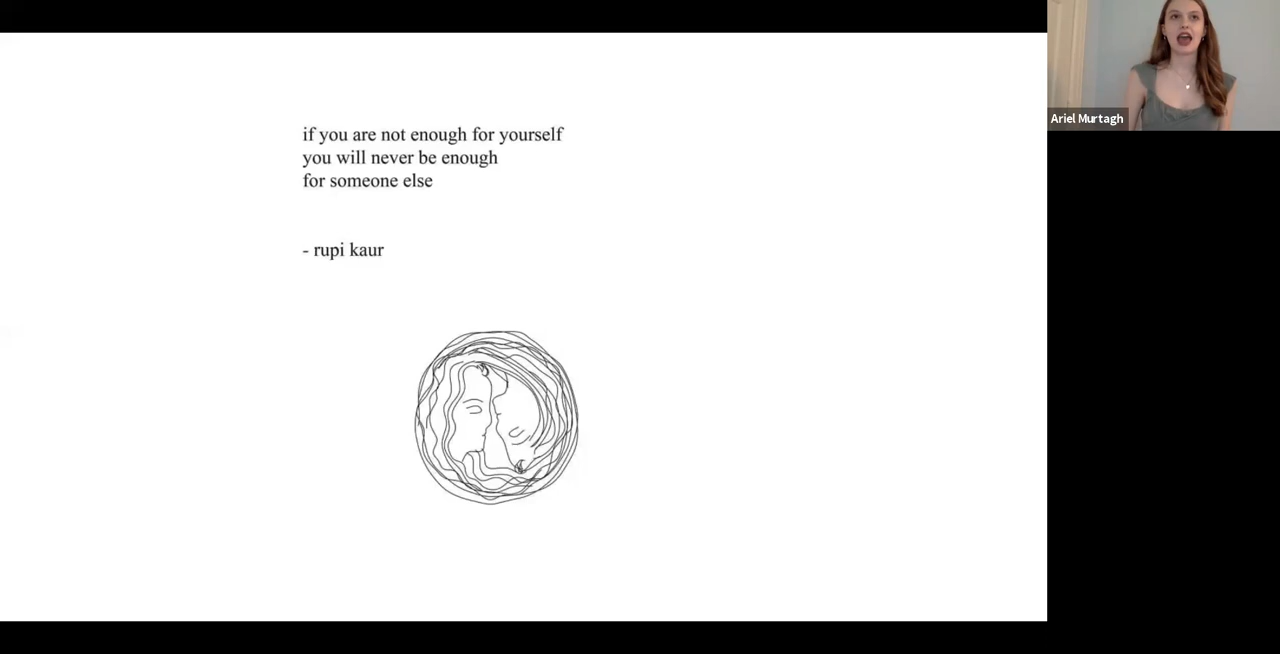 if you are not enough for yourself
you will never be enough
for someone else
- rupi kaur
Ariel Murtagh